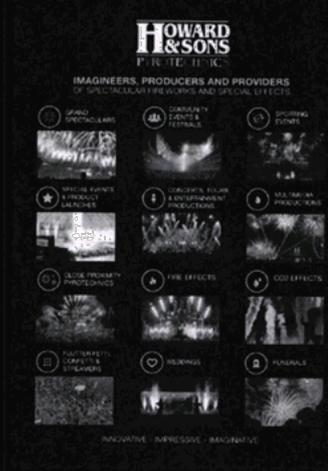 HOWARD
& SONS
PYROTECHNICS
IMAGINEERS, PRODUCERS AND PROVIDERS
OF SPECTACULAR FIREWORKS AND SPECIAL EFFECTS
GRAND
SPECTACULARS
COMMUNITY
EVENTS &
FESTIVALS
SPORTING
EVENTS
SPECIAL EVENTS
& PRODUCT
LAUNCHES
CONCERTS, TOURS
& ENTERTAINMENT
PRODUCTIONS
MULTIMEDIA
PRODUCTIONS
CLOSE PROXIMITY
PYROTECHNICS
FIRE EFFECTS
CO2 EFFECTS
FLUTTER FETTI,
CONFETTI &
STREAMERS
WEDDINGS
FUNERALS
INNOVATIVE - IMPRESSIVE - IMAGINATIVE